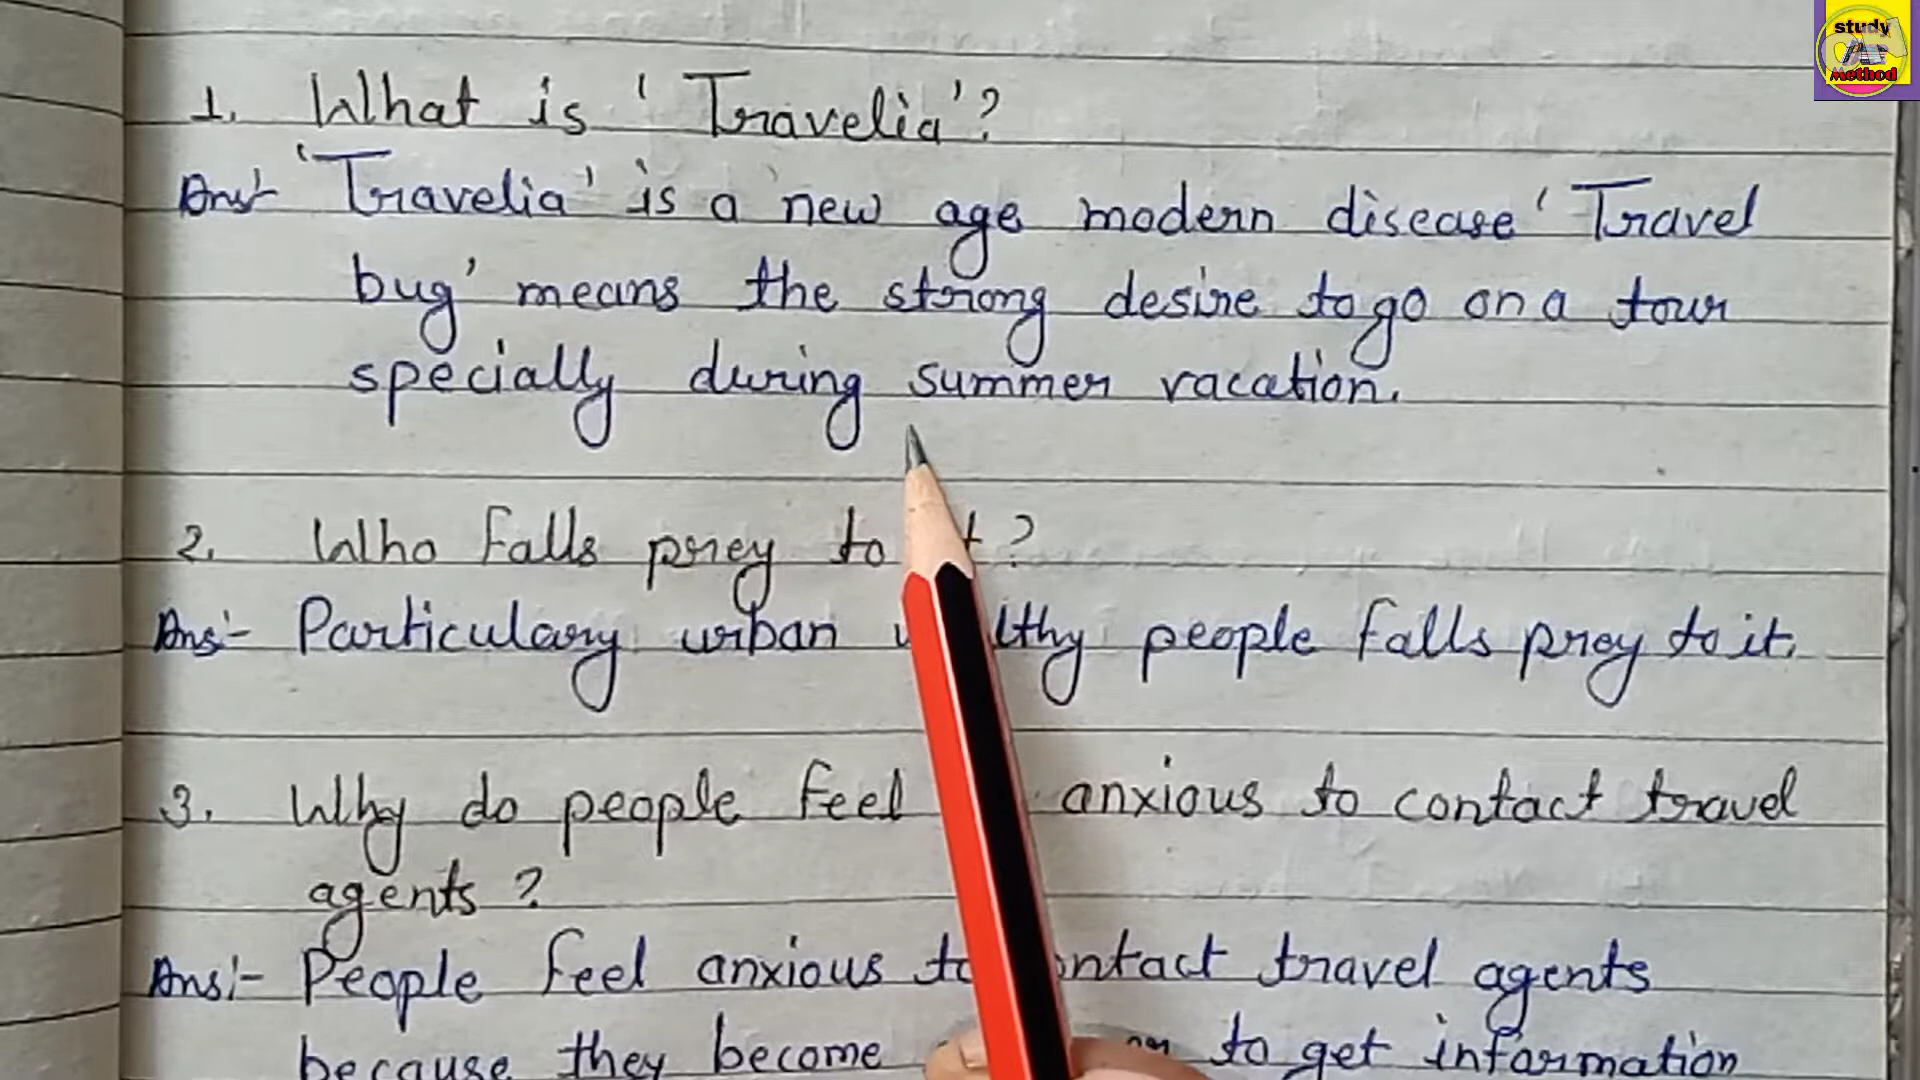 study
Method
1. What is 'Travelia'?
Ans:- 'Travelia' is a new age modern disease 'Travel
bug' means the strong desire to go on a tour
specially during summer vacation.
2. Who falls prey to ?
Ans:- Particulary urban people falls prey to it.
3. Why do people feel anxious to contact travel
agents ?
Ans:- People feel anxious to contact travel agents
because they become to get information